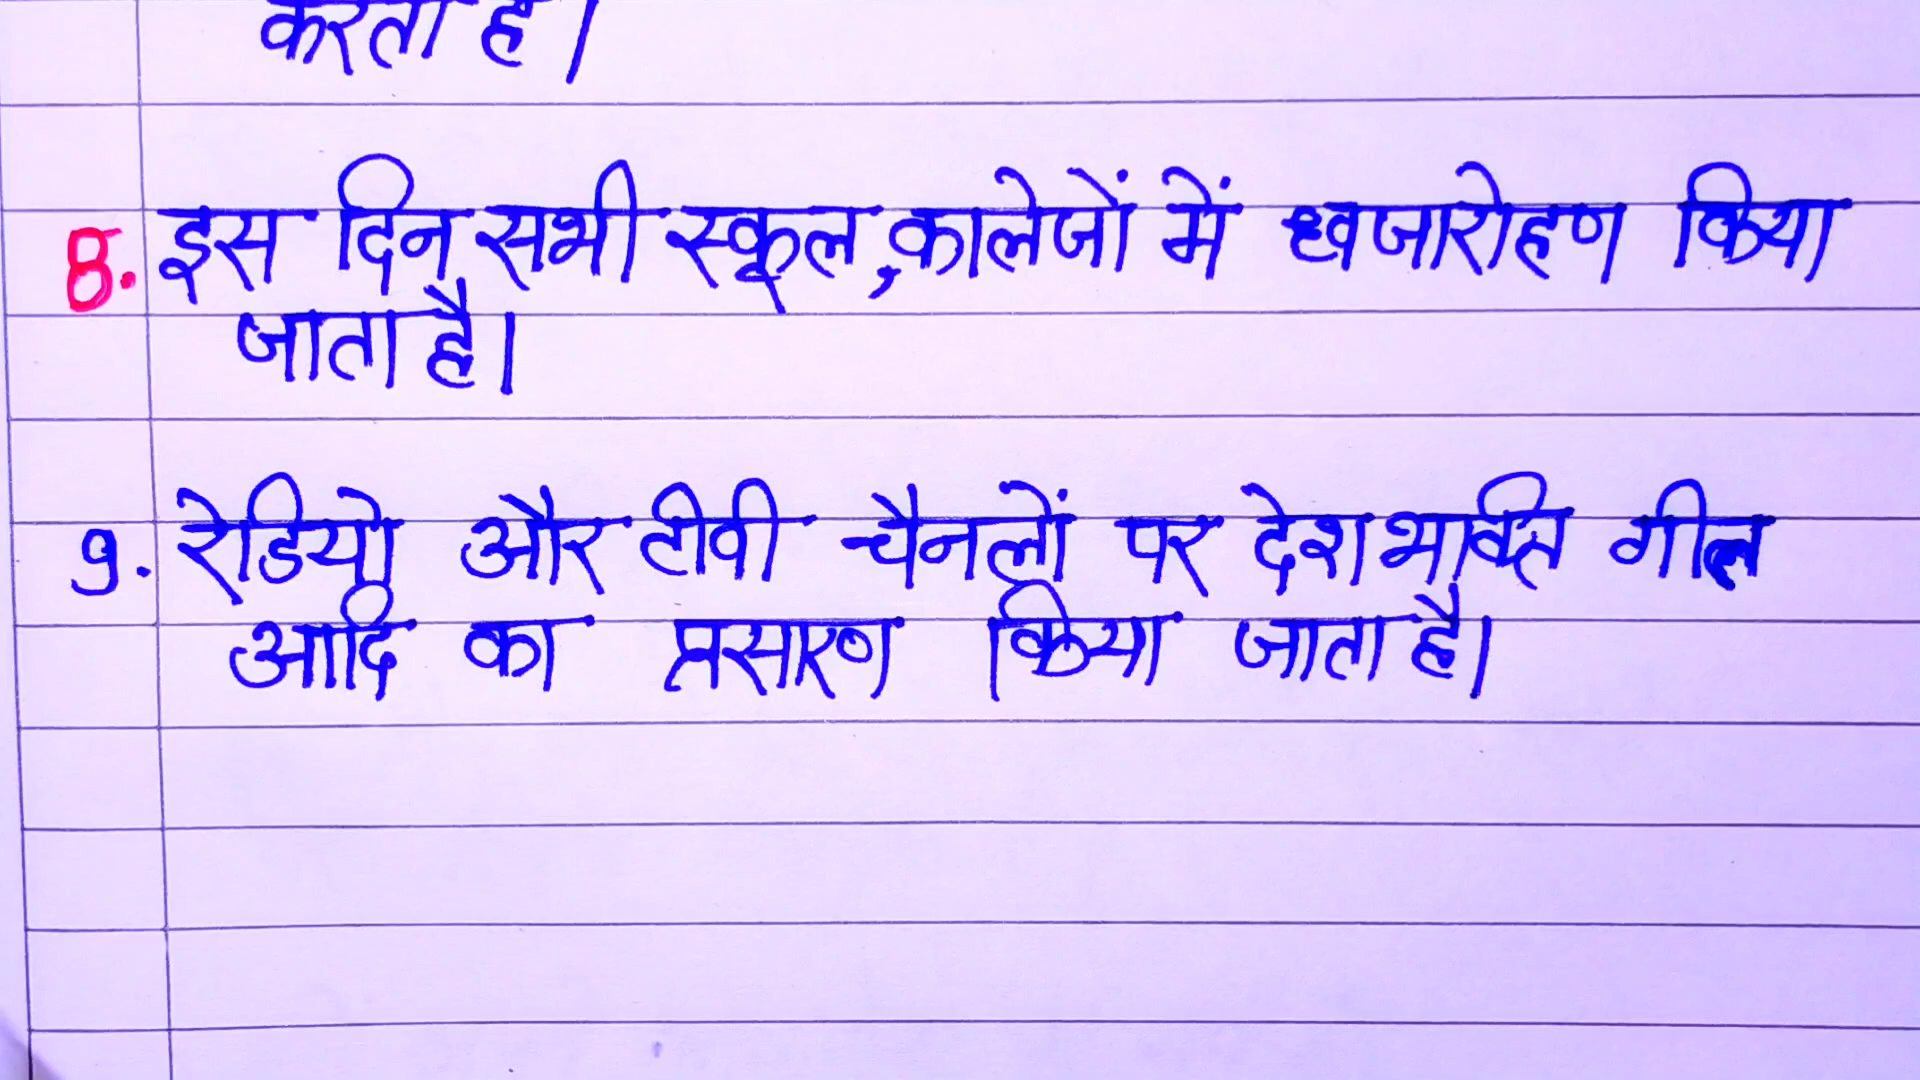 करता है।
8. इस दिन सभी स्कूल, कालेजों में ध्वजारोहण किया
जाता है।
9. रेडियो और टीवी चैनलों पर देशभक्ति गीत
आदि का प्रसारण किया जाता है।